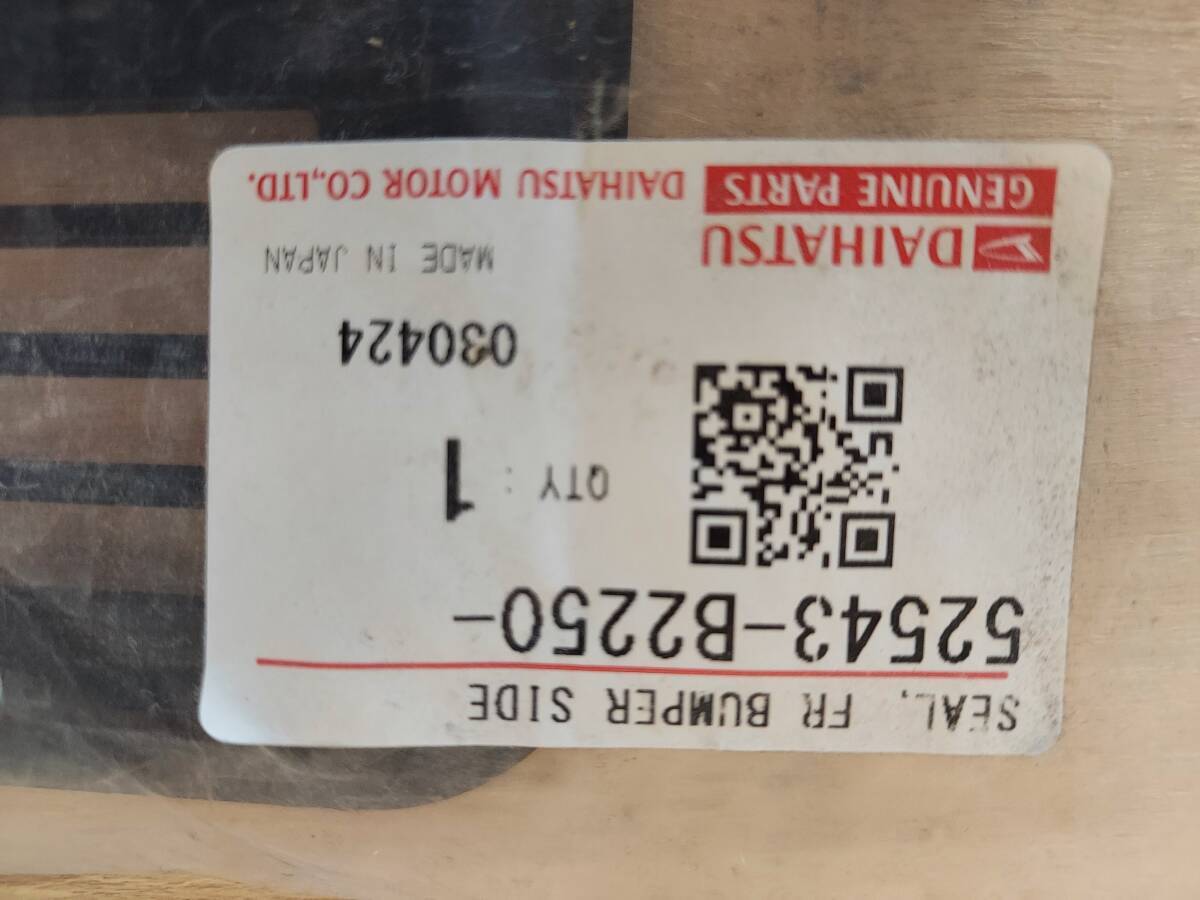 SEAL, FR BUMPER SIDE
52543-B2250-
QTY : 1
030424
MADE IN JAPAN
DAIHATSU
GENUINE PARTS DAIHATSU MOTOR CO.,LTD.